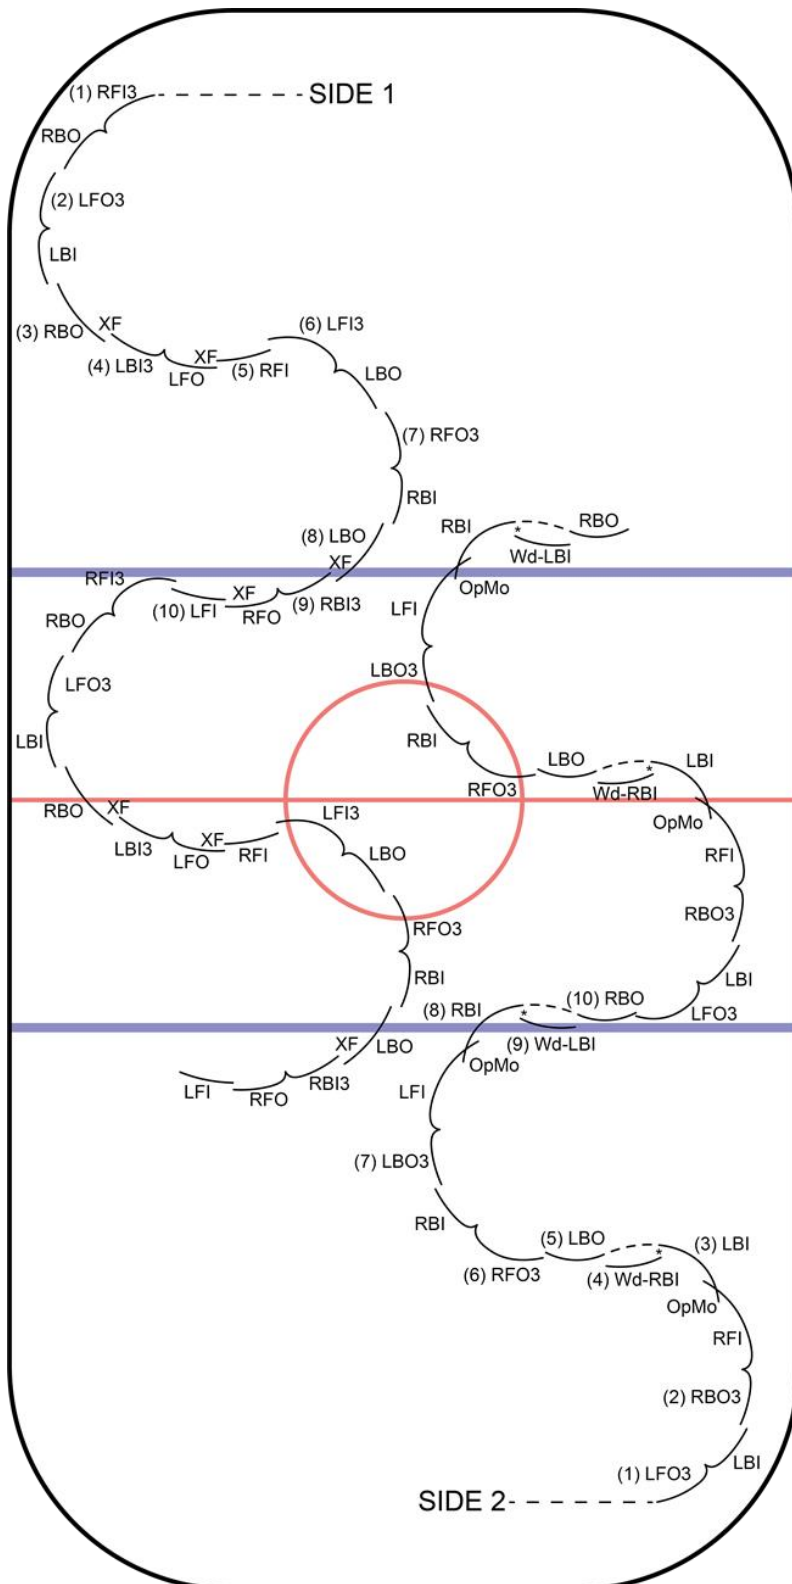 (1) RFI3
SIDE 1
RBO
(2) LFO3
LBI
(3) RBO
XF
(4) LBI3
LFO
XF
(5) RFI
(6) LFI3
LBO
(7) RFO3
RBI
(8) LBO
XF
(9) RBI3
RFO
XF
(10) LFI
RFI3
RBO
LFO3
LBI
RBO
XF
LBI3
LFO
XF
RFI
LFI3
LBO
RFO3
RBI
LBO
XF
RBI3
RFO
LFI
SIDE 2
(1) LFO3
LBI
(2) RBO3
RFI
OpMo
(3) LBI
*
(4) Wd-RBI
(5) LBO
(6) RFO3
RBI
(7) LBO3
LFI
OpMo
(8) RBI
*
(9) Wd-LBI
(10) RBO
LFO3
LBI
RBO3
RFI
OpMo
LBI
*
Wd-RBI
LBO
RFO3
RBI
LBO3
LFI
OpMo
RBI
*
Wd-LBI
RBO